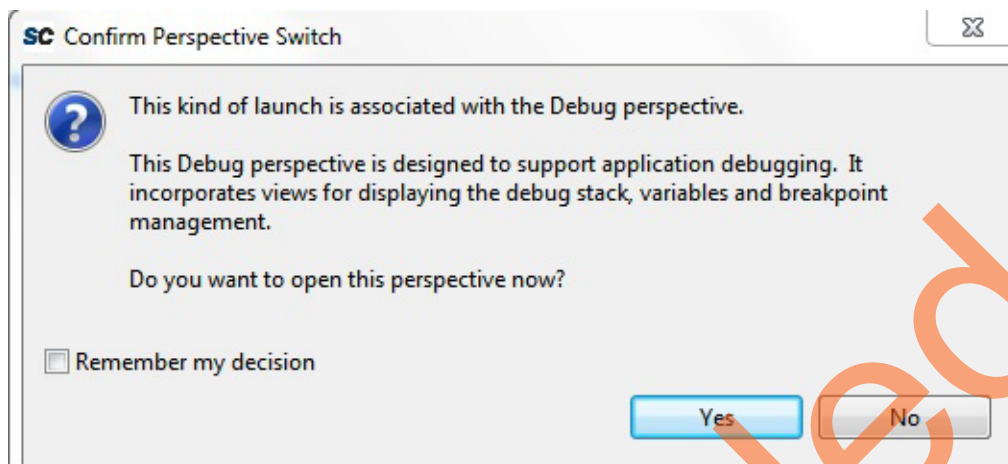 SC Confirm Perspective Switch
This kind of launch is associated with the Debug perspective.
This Debug perspective is designed to support application debugging. It
incorporates views for displaying the debug stack, variables and breakpoint
management.
Do you want to open this perspective now?
Remember my decision
Yes No